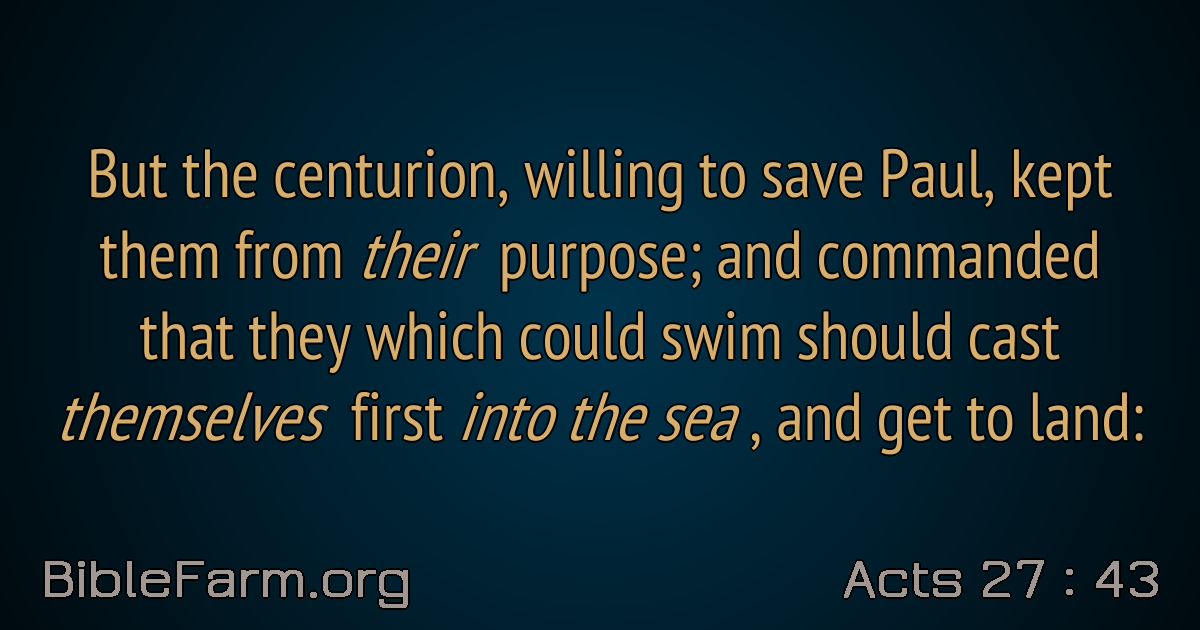 But the centurion, willing to save Paul, kept
them from their purpose; and commanded
that they which could swim should cast
themselves first into the sea , and get to land:
BibleFarm.org
Acts 27 : 43